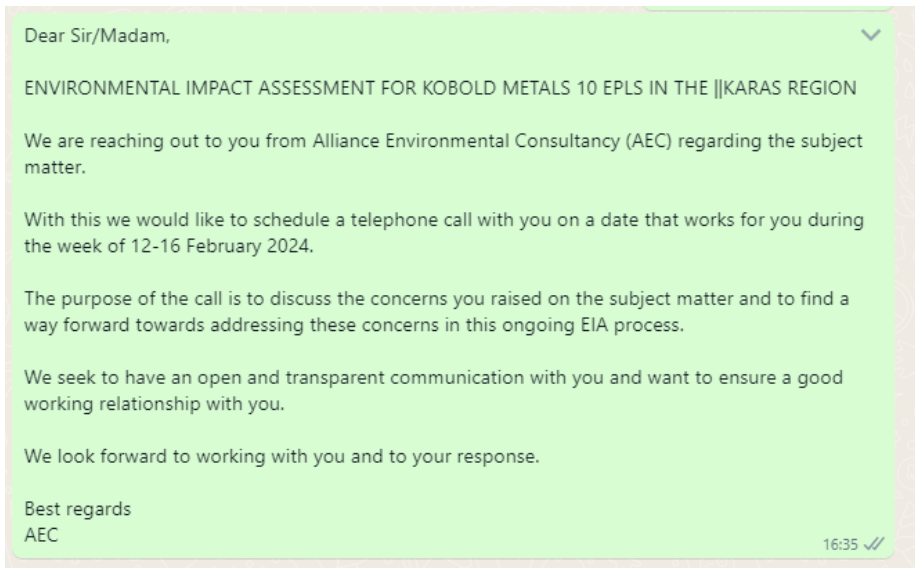 Dear Sir/Madam,
ENVIRONMENTAL IMPACT ASSESSMENT FOR KOBOLD METALS 10 EPLS IN THE ||KARAS REGION
We are reaching out to you from Alliance Environmental Consultancy (AEC) regarding the subject
matter.
With this we would like to schedule a telephone call with you on a date that works for you during
the week of 12-16 February 2024.
The purpose of the call is to discuss the concerns you raised on the subject matter and to find a
way forward towards addressing these concerns in this ongoing EIA process.
We seek to have an open and transparent communication with you and want to ensure a good
working relationship with you.
We look forward to working with you and to your response.
Best regards
AEC
16:35